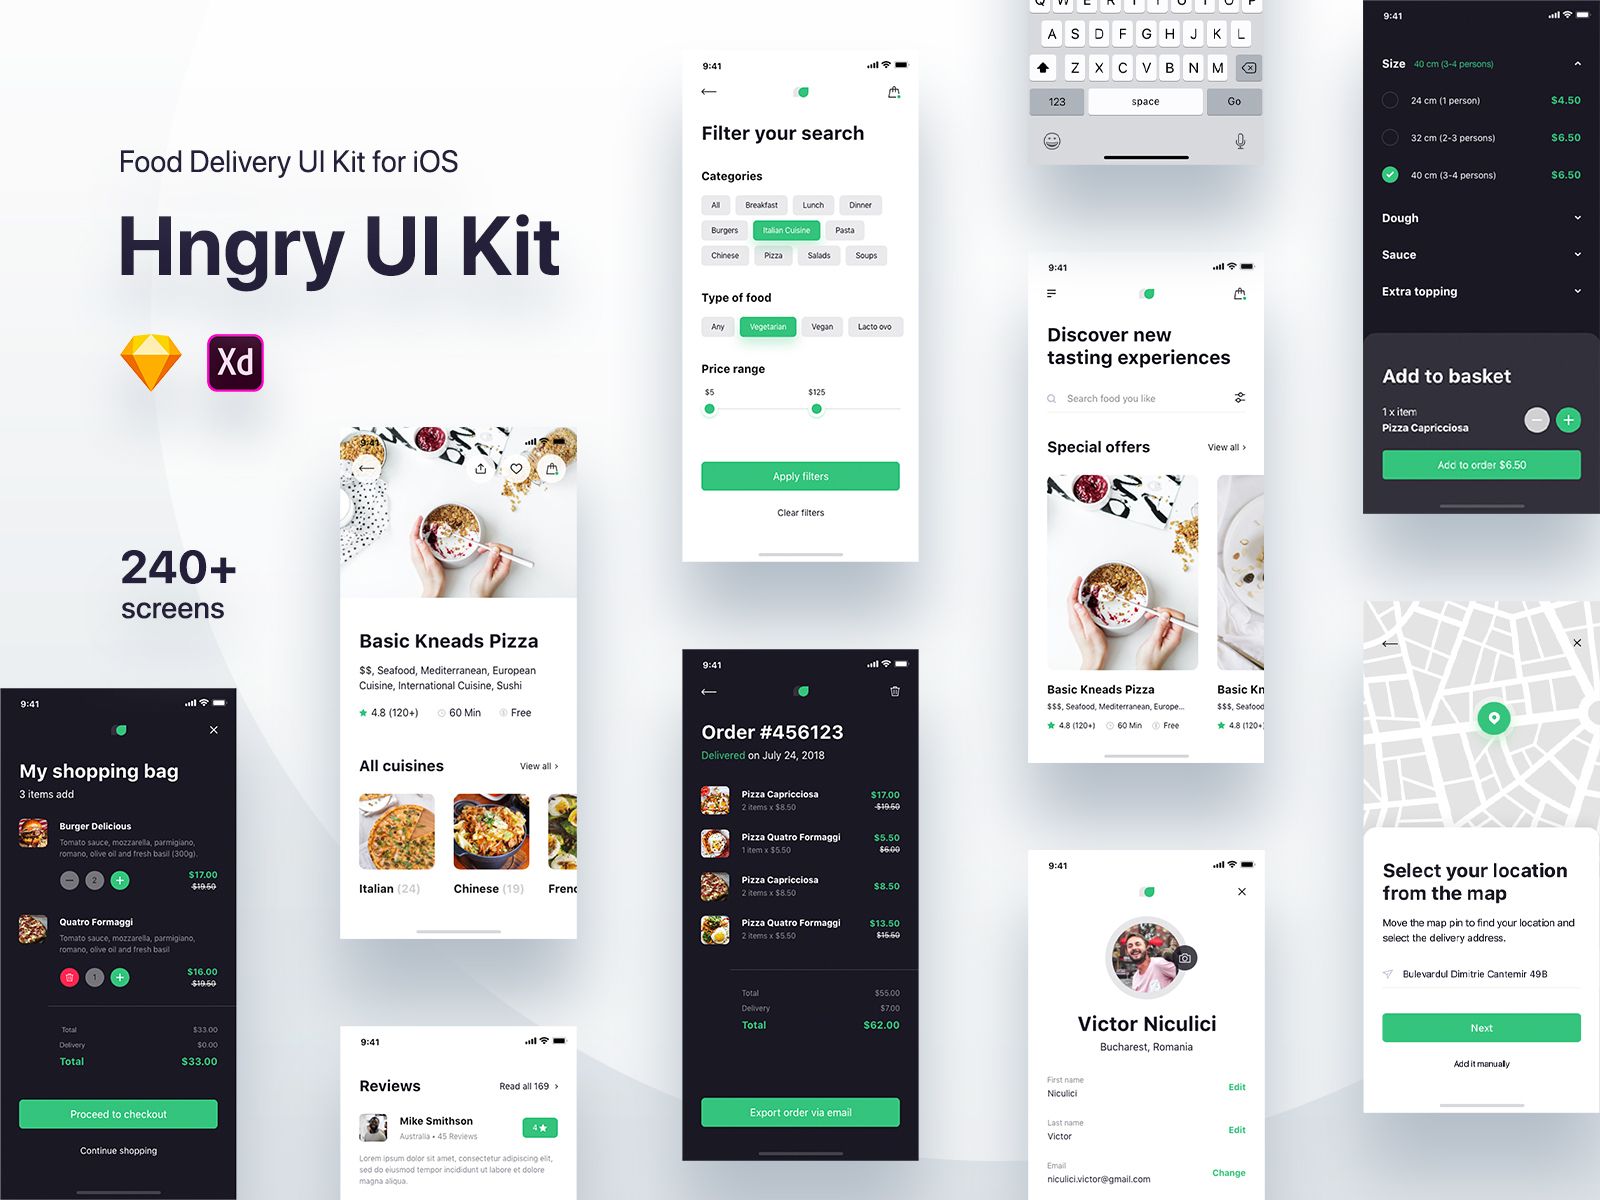 Food Delivery UI Kit for iOS
Hngry UI Kit
Xd
240+
screens
9:41
My shopping bag
3 items add
Burger Delicious
Tomato sauce, mozzarella, parmigiano,
romano, olive oil and fresh basil (300g).
2
$17.00
$19.50
Quatro Formaggi
Tomato sauce, mozzarella, parmigiano,
romano, olive oil and fresh basil
1
$16.00
$19.50
Total $33.00
Delivery $0.00
Total $33.00
Proceed to checkout
Continue shopping
9:41
Basic Kneads Pizza
$$, Seafood, Mediterranean, European
Cuisine, International Cuisine, Sushi
4.8 (120+) 60 Min Free
All cuisines View all >
Italian (24) Chinese (19) Frenc
9:41
Reviews Read all 169 >
Mike Smithson
Australia • 45 Reviews
4★
Lorem ipsum dolor sit amet, consectetur adipiscing elit,
sed do eiusmod tempor incididunt ut labore et dolore
magna aliqua.
9:41
Filter your search
Categories
All Breakfast Lunch Dinner
Burgers Italian Cuisine Pasta
Chinese Pizza Salads Soups
Type of food
Any Vegetarian Vegan Lacto ovo
Price range
$5 $125
Apply filters
Clear filters
9:41
Order #456123
Delivered on July 24, 2018
Pizza Capricciosa $17.00
2 items x $8.50 $19.50
Pizza Quatro Formaggi $5.50
1 item x $5.50 $6.00
Pizza Capricciosa
2 items x $8.50 $8.50
Pizza Quatro Formaggi $13.50
2 items x $5.50 $15.50
Total $55.00
Delivery $7.00
Total $62.00
Export order via email
Q W E R T Y U I O P
A S D F G H J K L
Z X C V B N M
123 space Go
9:41
Discover new
tasting experiences
Search food you like
Special offers View all >
Basic Kneads Pizza Basic Kn
$$$, Seafood, Mediterranean, Europe... $$$, Seafoo
4.8 (120+) 60 Min Free 4.8 (120+
9:41
Victor Niculici
Bucharest, Romania
First name
Niculici Edit
Last name
Victor Edit
Email
niculici.victor@gmail.com Change
9:41
Size 40 cm (3-4 persons)
24 cm (1 person) $4.50
32 cm (2-3 persons) $6.50
40 cm (3-4 persons) $6.50
Dough
Sauce
Extra topping
Add to basket
1 x item
Pizza Capricciosa
Add to order $6.50
Select your location
from the map
Move the map pin to find your location and
select the delivery address.
Bulevardul Dimitrie Cantemir 49B
Next
Add it manually